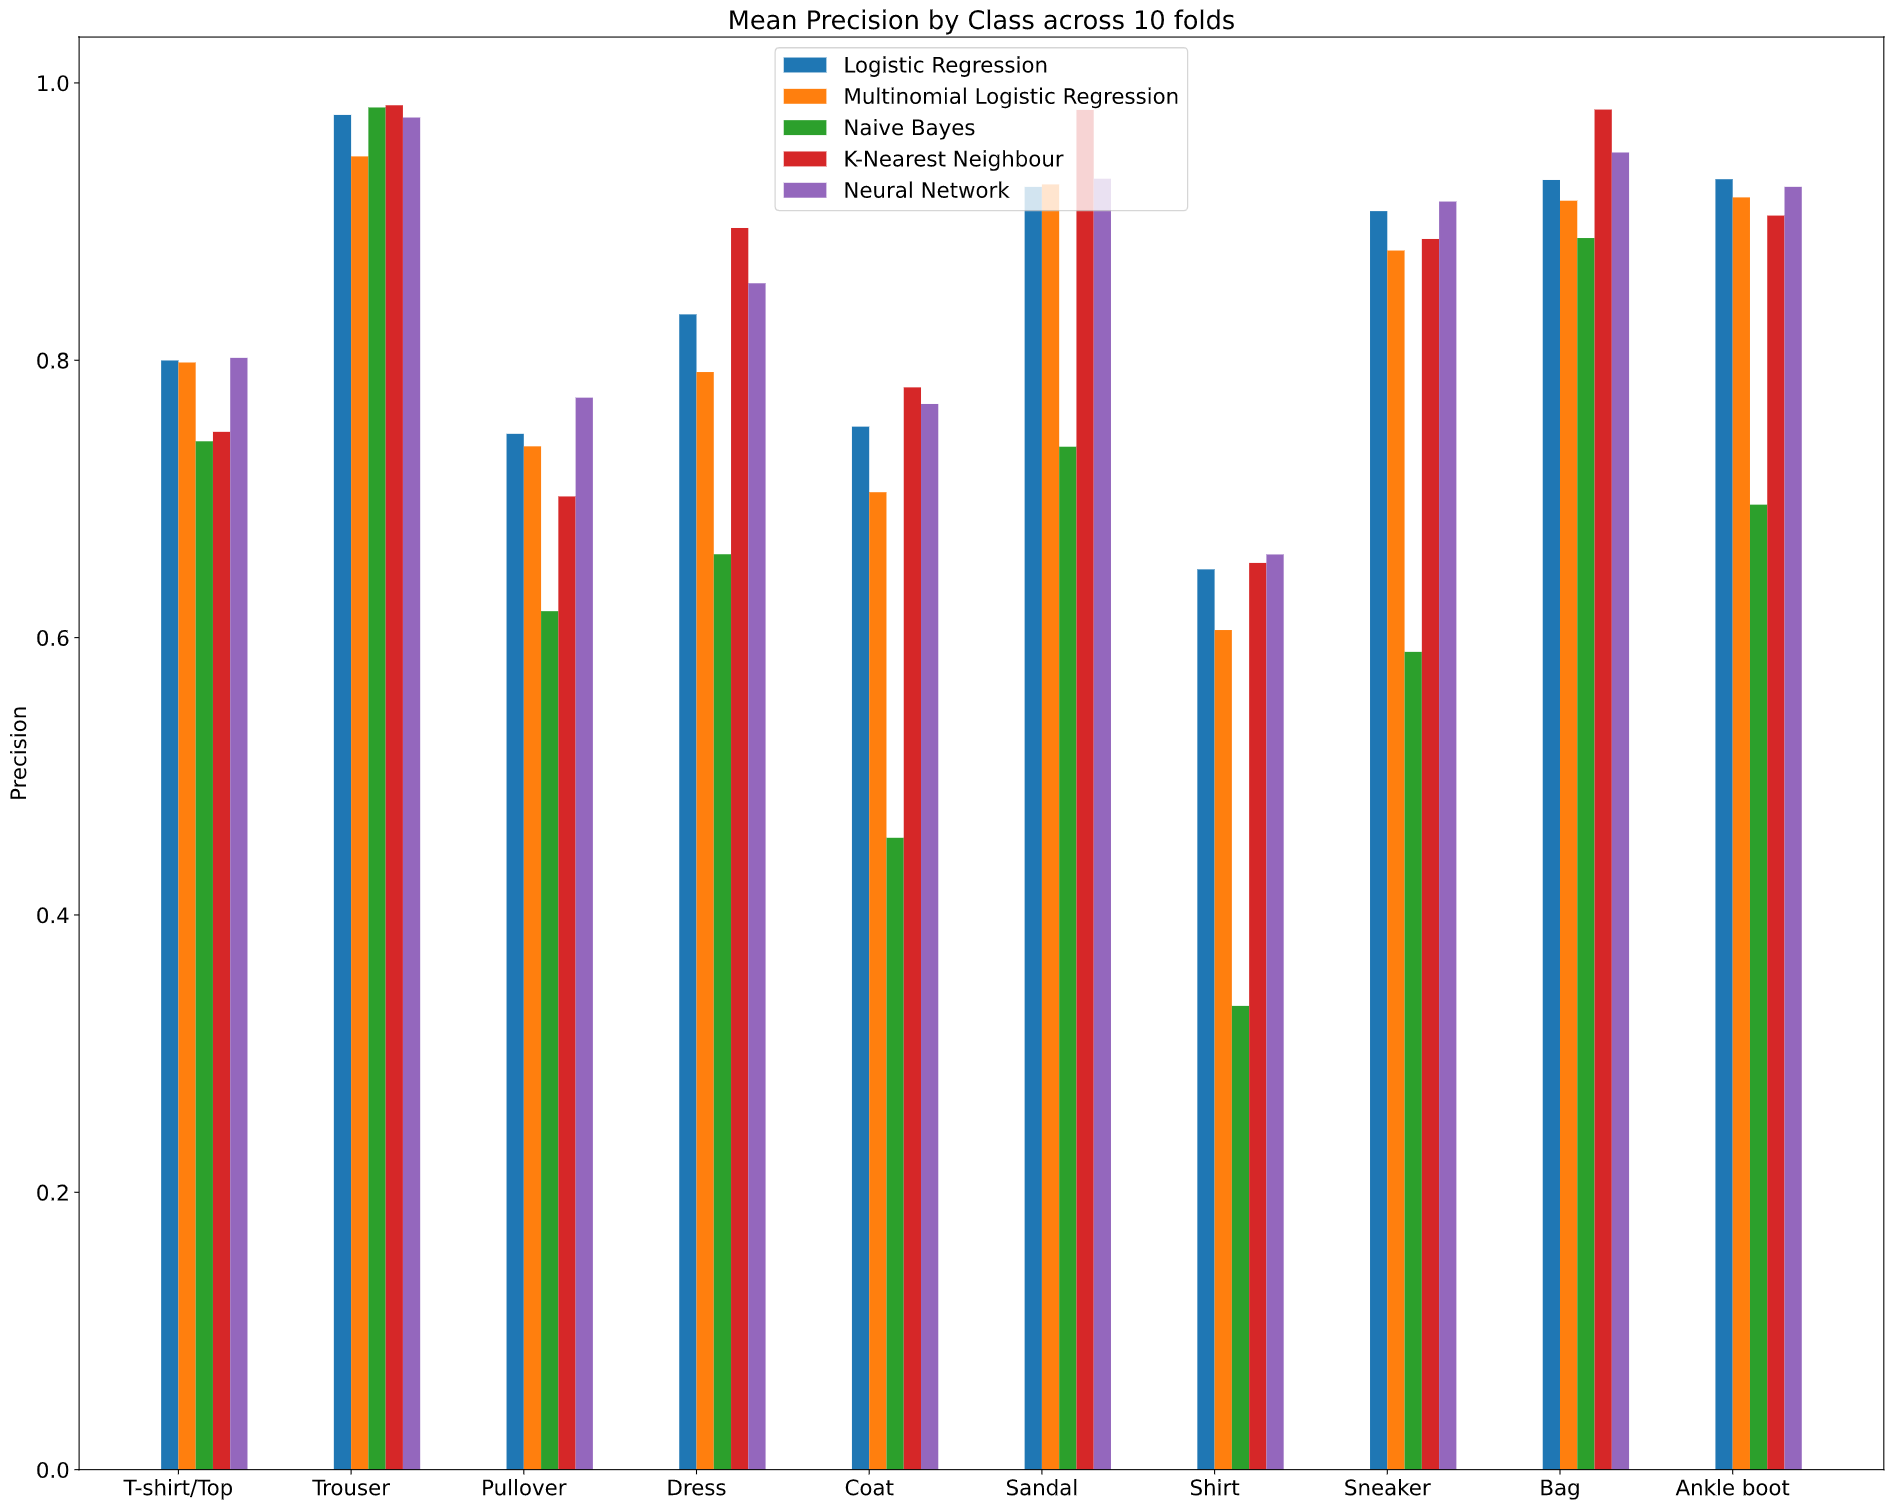 Mean Precision by Class across 10 folds
Logistic Regression
Multinomial Logistic Regression
Naive Bayes
K-Nearest Neighbour
Neural Network
1.0
0.8
0.6
0.4
0.2
0.0
Precision
T-shirt/Top Trouser Pullover Dress Coat Sandal Shirt Sneaker Bag Ankle boot